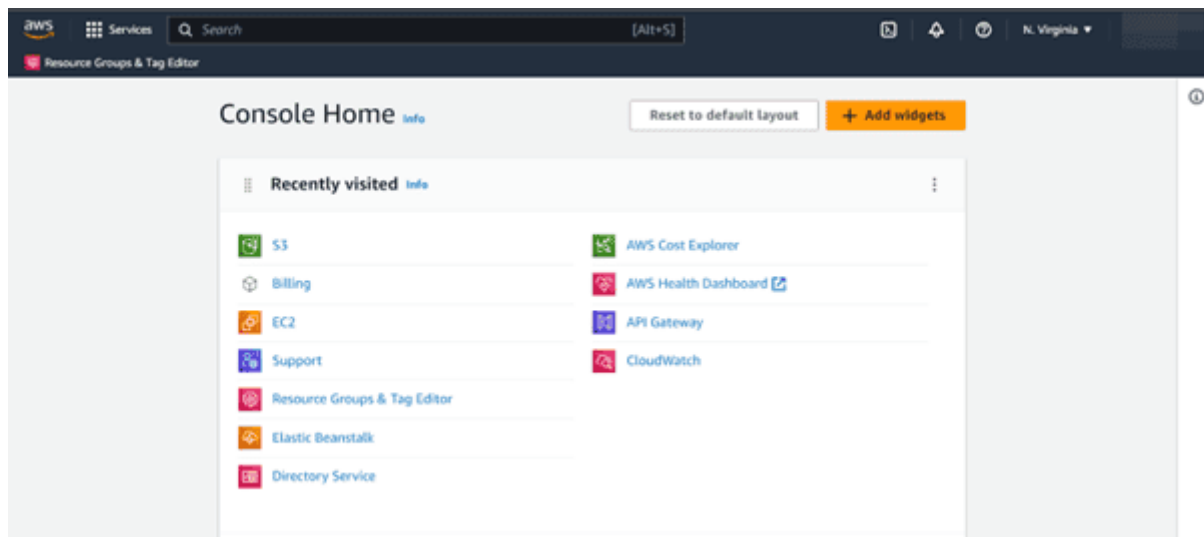 aws Services Search [Alt+S] N. Virginia
Resource Groups & Tag Editor
Console Home Info Reset to default layout + Add widgets
Recently visited Info
S3
Billing
EC2
Support
Resource Groups & Tag Editor
Elastic Beanstalk
Directory Service
AWS Cost Explorer
AWS Health Dashboard
API Gateway
CloudWatch